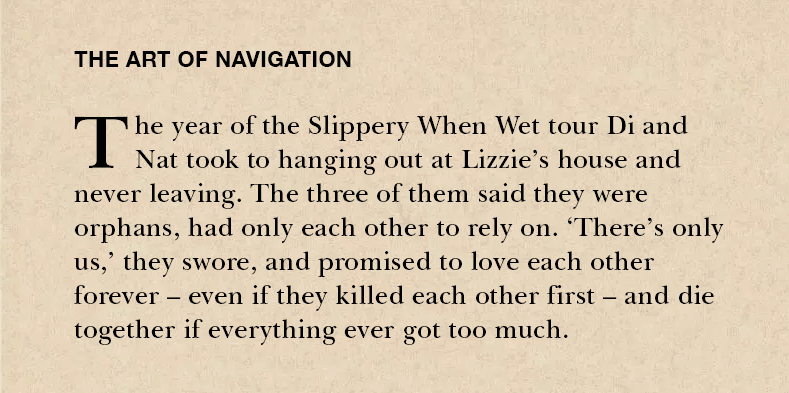 THE ART OF NAVIGATION
The year of the Slippery When Wet tour Di and
Nat took to hanging out at Lizzie’s house and
never leaving. The three of them said they were
orphans, had only each other to rely on. ‘There’s only
us,’ they swore, and promised to love each other
forever – even if they killed each other first – and die
together if everything ever got too much.